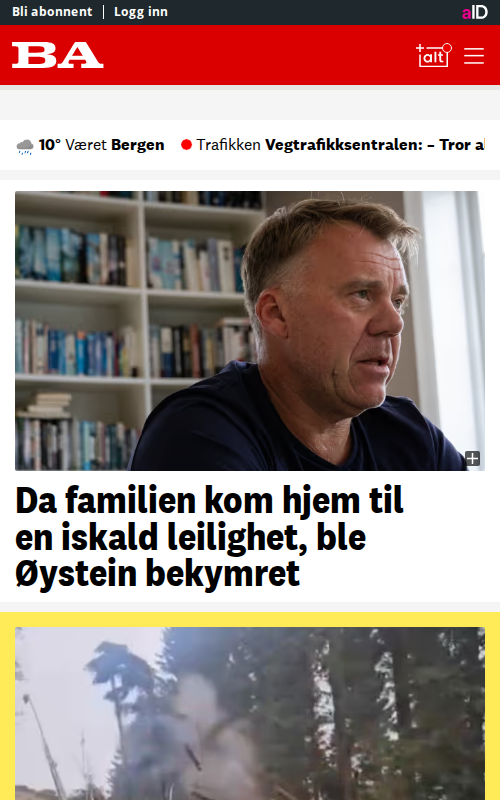 Bli abonnent | Logg inn
aID
BA
+alt
10° Været Bergen
Trafikken Vegtrafikksentralen: – Tror a
Da familien kom hjem til
en iskald leilighet, ble
Øystein bekymret